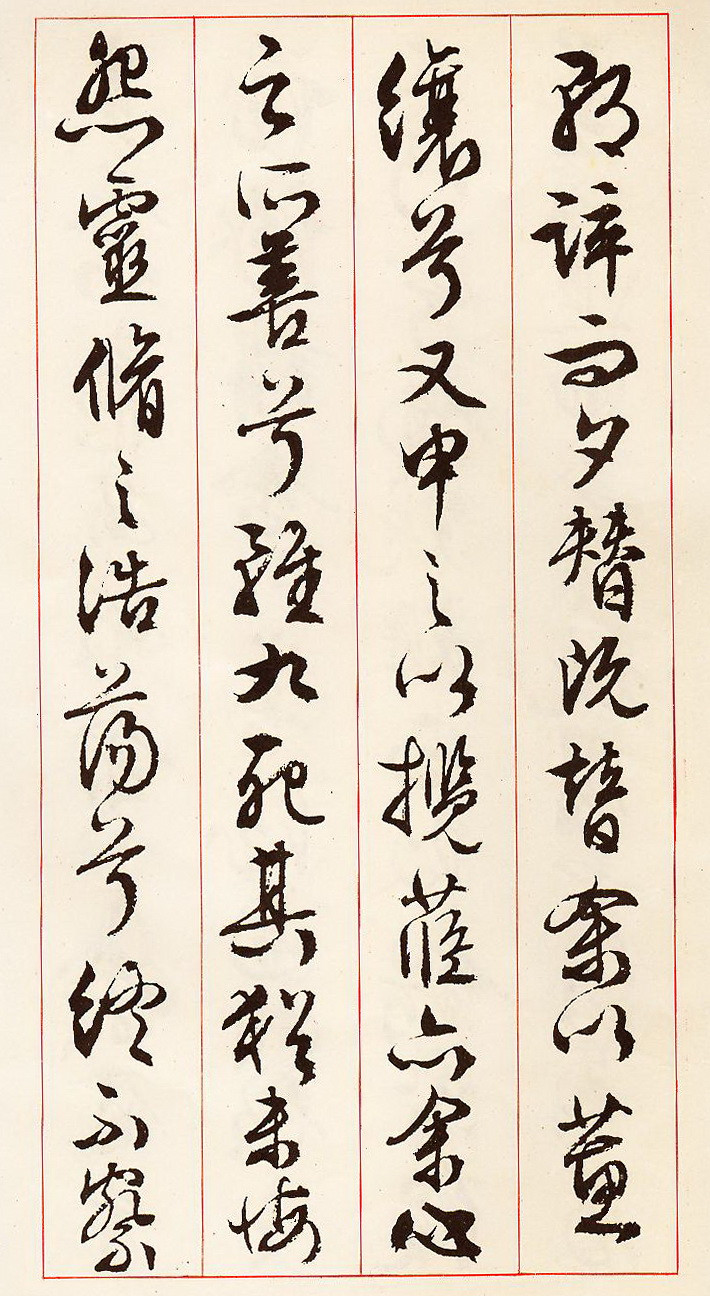 朝誶而夕替既替余以蕙
纕兮又申之以攬茝亦余心
之所善兮雖九死其猶未悔
怨靈脩之浩蕩兮終不察